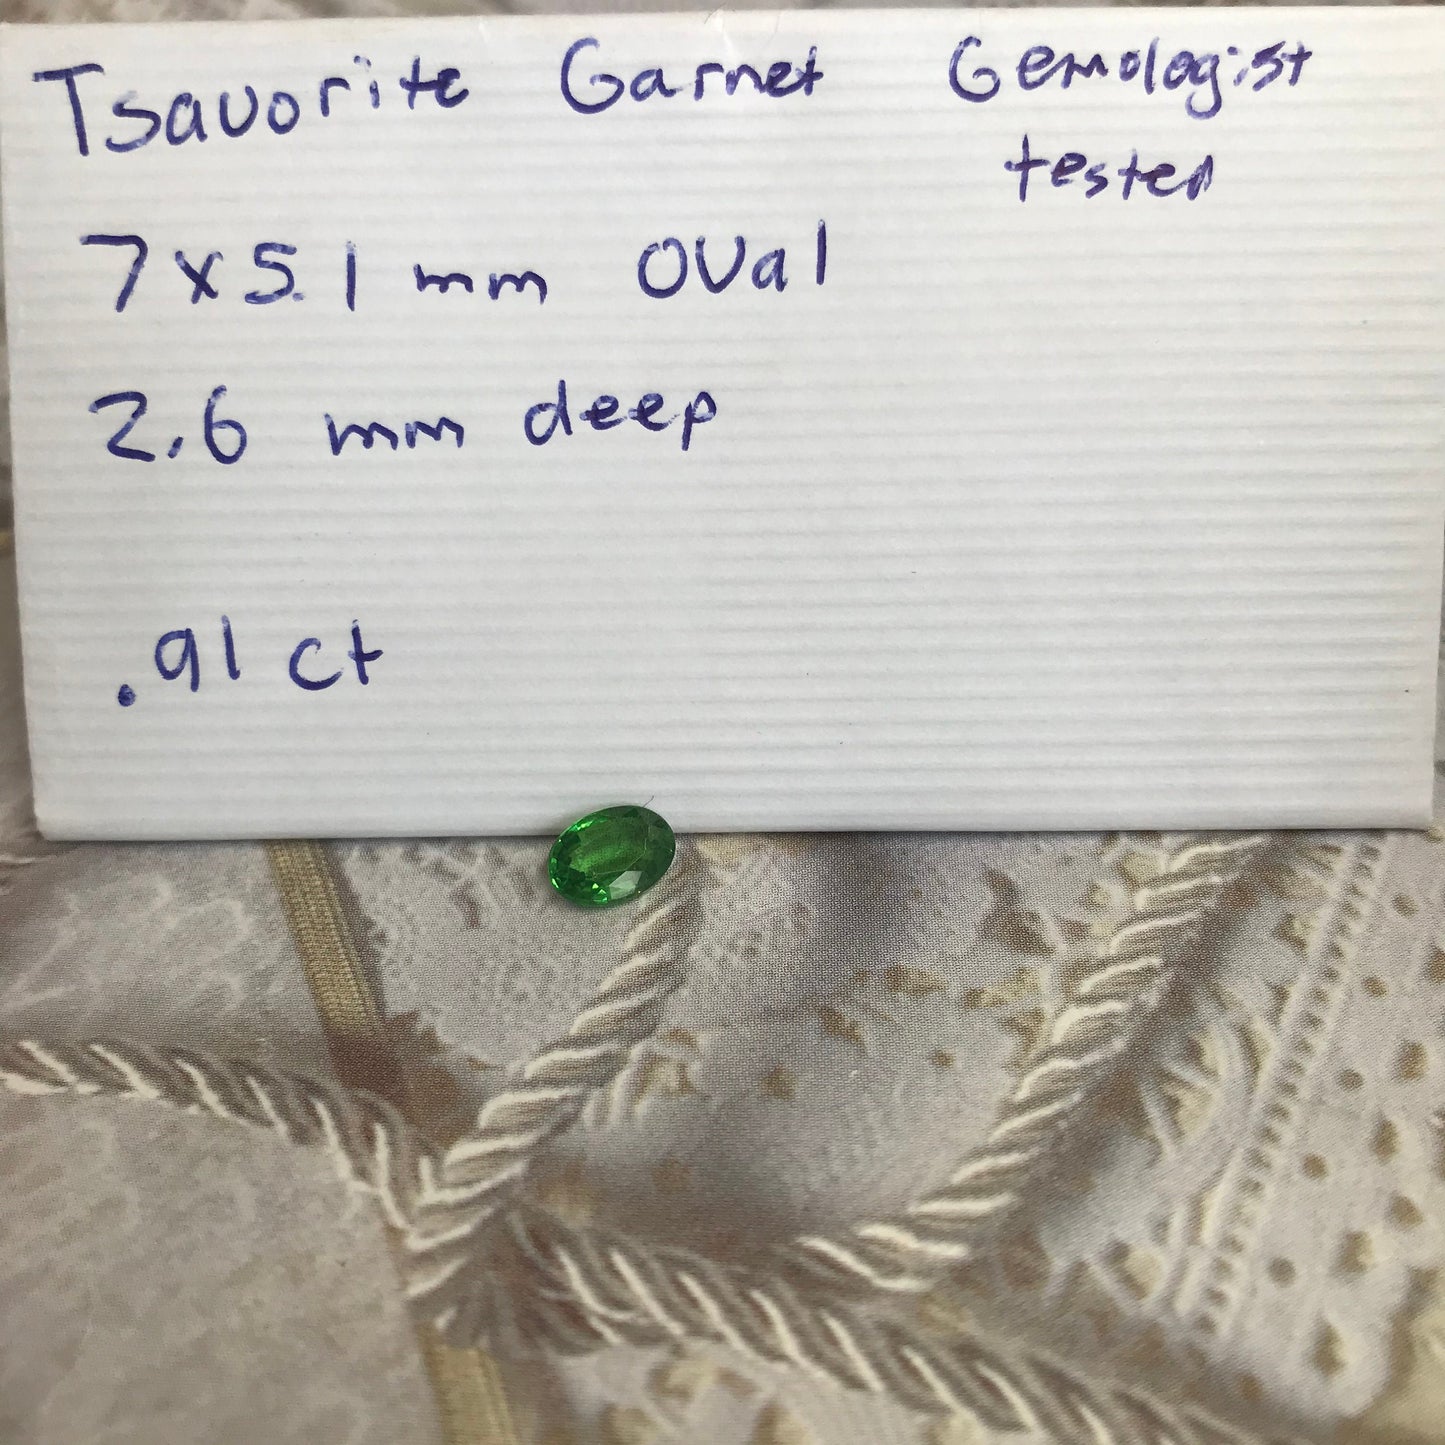 Tsavorite Garnet Gemologist
tested
7x5.1 mm oval
2.6 mm deep
.91 ct